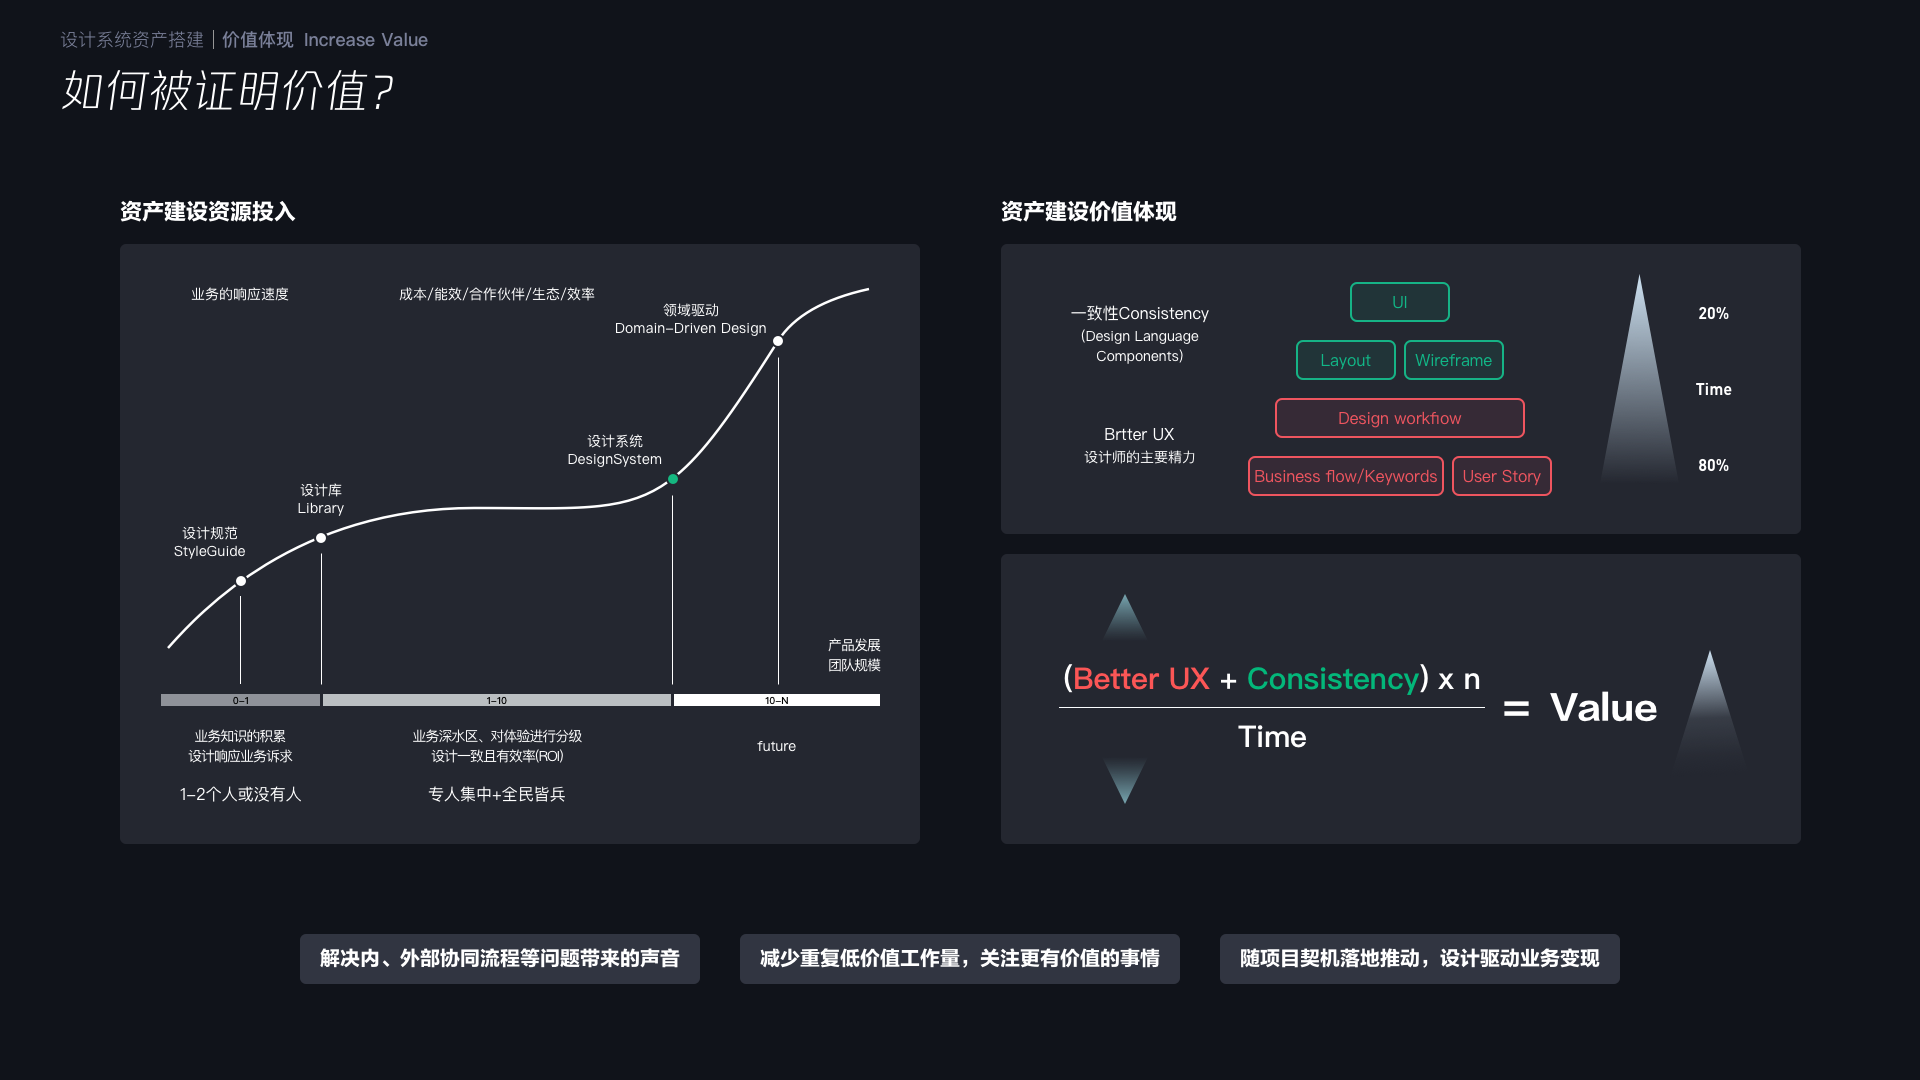 设计系统资产搭建 | 价值体现 Increase Value
如何被证明价值?
资产建设资源投入
业务的响应速度
成本/能效/合作伙伴/生态/效率
领域驱动
Domain-Driven Design
设计系统
DesignSystem
设计库
Library
设计规范
StyleGuide
产品发展
团队规模
0-1
1-10
10-N
业务知识的积累
设计响应业务诉求
业务深水区、对体验进行分级
设计一致且有效率(ROI)
future
1-2个人或没有人
专人集中+全民皆兵
资产建设价值体现
一致性Consistency
(Design Language
Components)
Brtter UX
设计师的主要精力
UI
Layout
Wireframe
Design workfiow
Business flow/Keywords
User Story
20%
Time
80%
(Better UX + Consistency) x n
Time
= Value
解决内、外部协同流程等问题带来的声音
减少重复低价值工作量，关注更有价值的事情
随项目契机落地推动，设计驱动业务变现